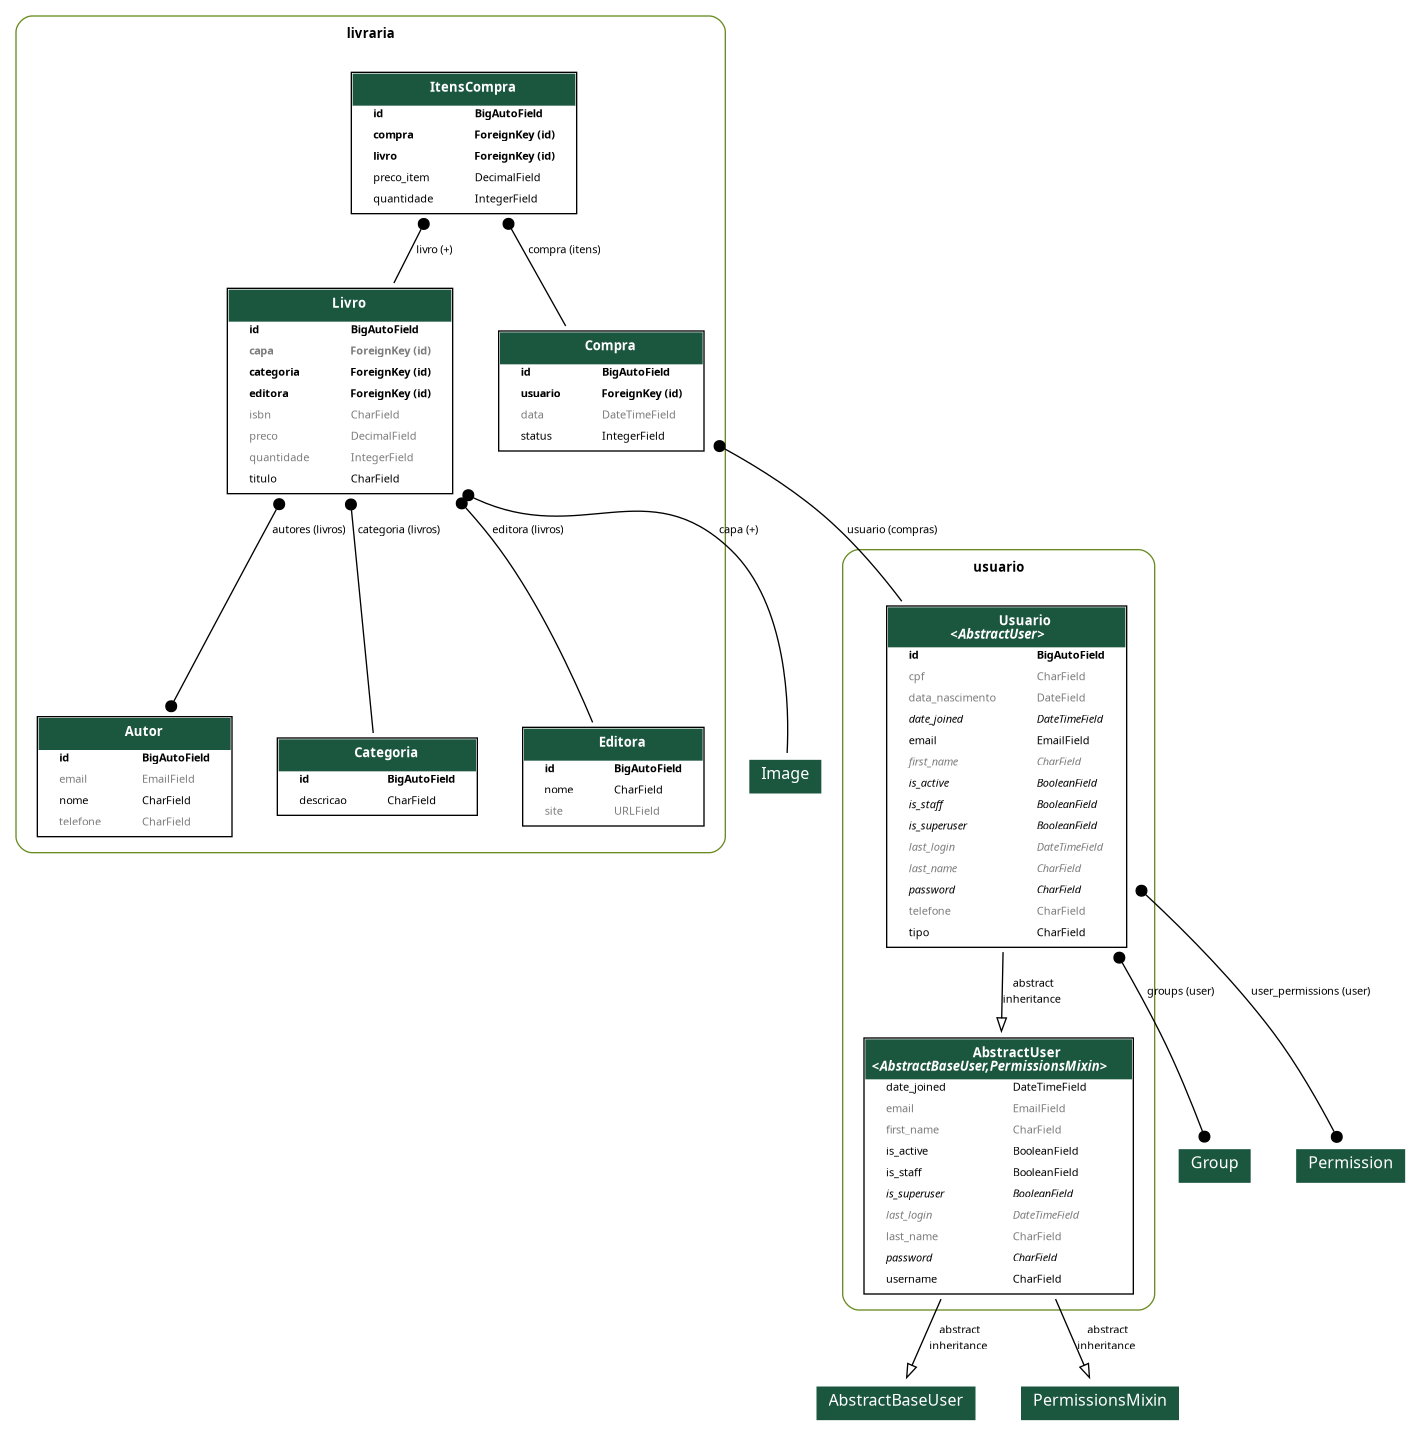 livraria
ItensCompra
id BigAutoField
compra ForeignKey (id)
livro ForeignKey (id)
preco_item DecimalField
quantidade IntegerField
livro (+)
compra (itens)
Livro
id BigAutoField
capa ForeignKey (id)
categoria ForeignKey (id)
editora ForeignKey (id)
isbn CharField
preco DecimalField
quantidade IntegerField
titulo CharField
Compra
id BigAutoField
usuario ForeignKey (id)
data DateTimeField
status IntegerField
autores (livros)
categoria (livros)
editora (livros)
capa (+)
usuario (compras)
Autor
id BigAutoField
email EmailField
nome CharField
telefone CharField
Categoria
id BigAutoField
descricao CharField
Editora
id BigAutoField
nome CharField
site URLField
Image
usuario
Usuario
<AbstractUser>
id BigAutoField
cpf CharField
data_nascimento DateField
date_joined DateTimeField
email EmailField
first_name CharField
is_active BooleanField
is_staff BooleanField
is_superuser BooleanField
last_login DateTimeField
last_name CharField
password CharField
telefone CharField
tipo CharField
abstract
inheritance
groups (user)
user_permissions (user)
AbstractUser
<AbstractBaseUser,PermissionsMixin>
date_joined DateTimeField
email EmailField
first_name CharField
is_active BooleanField
is_staff BooleanField
is_superuser BooleanField
last_login DateTimeField
last_name CharField
password CharField
username CharField
Group
Permission
abstract
inheritance
abstract
inheritance
AbstractBaseUser
PermissionsMixin